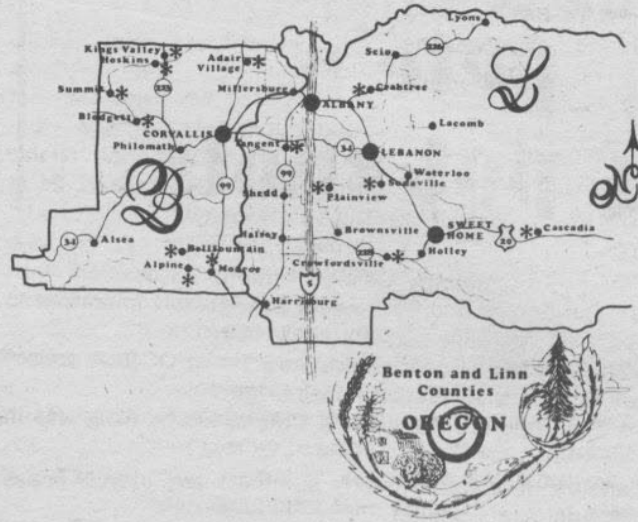 Lyons
Kings Valley
Hoskins
Adair
Village
Scio
226
Summit
223
Millersburg
Crabtree
ALBANY
Blodgett
CORVALLIS
Lacomb
Philomath
Tangent
34
LEBANON
99
99
Waterloo
Sodaville
B
L
Shedd
Plainview
34
Alsea
Halsey
Brownsville
SWEET
HOME
20
Cascadia
Bellfountain
228
Holley
Alpine
Monroe
Crawfordsville
5
Harrisburg
Benton and Linn
Counties
OREGON